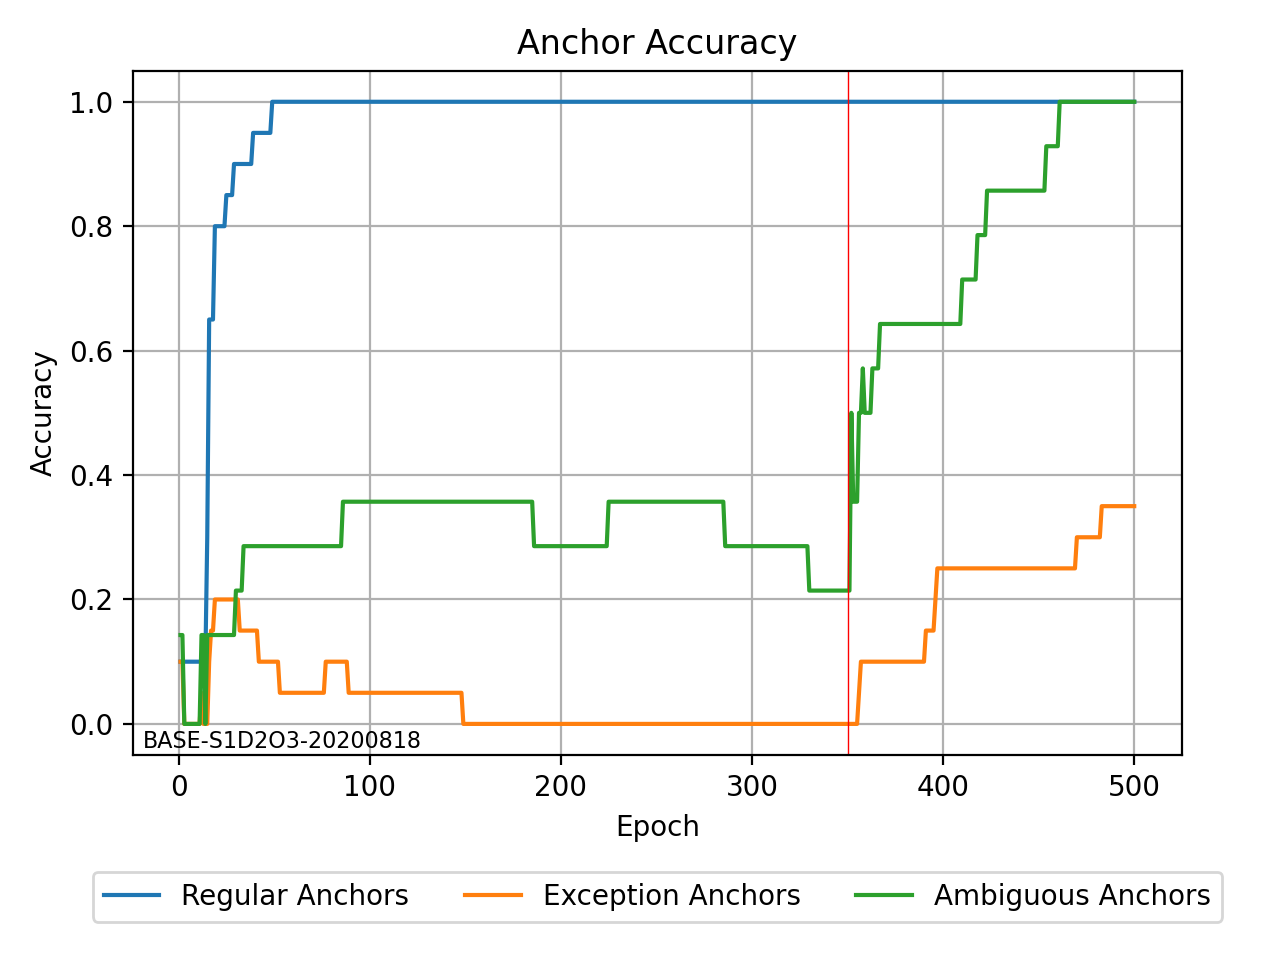 Anchor Accuracy
1.0
0.8
0.6
0.4
0.2
0.0
Accuracy
BASE-S1D2O3-20200818
0 100 200 300 400 500
Epoch
Regular Anchors Exception Anchors Ambiguous Anchors